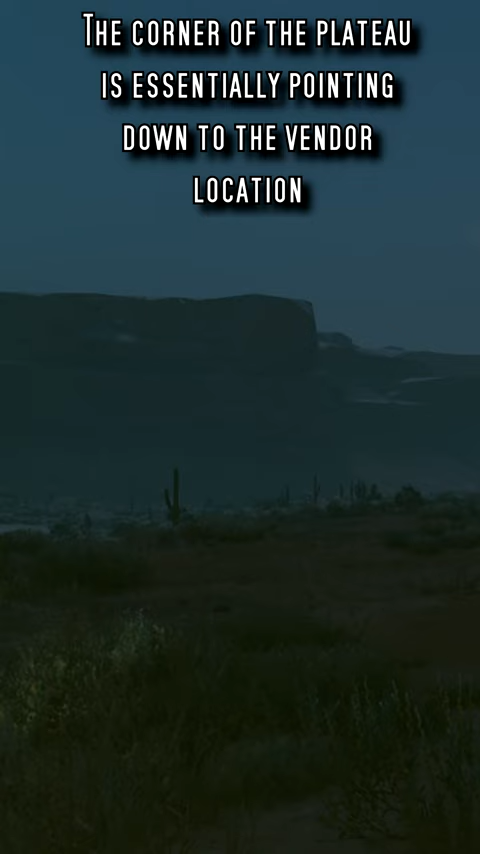 The corner of the plateau
is essentially pointing
down to the vendor
location